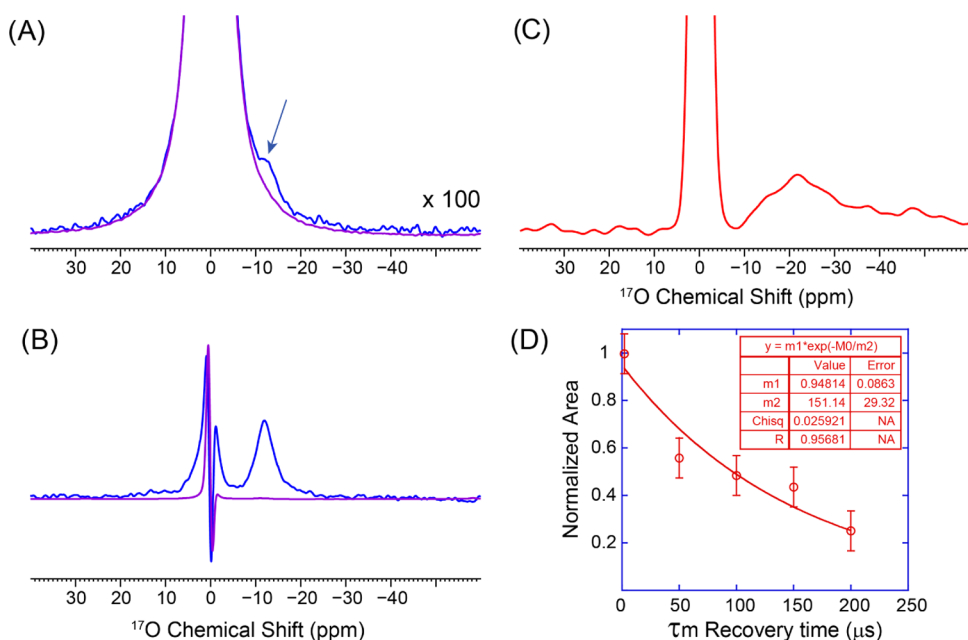 (A)
x 100
30 20 10 0 −10 −20 −30 −40
(C)
30 20 10 0 −10 −20 −30 −40
17O Chemical Shift (ppm)
(B)
30 20 10 0 −10 −20 −30 −40
17O Chemical Shift (ppm)
(D)
Normalized Area
1
0.8
0.6
0.4
0.2
y = m1*exp(-M0/m2)
Value Error
m1 0.94814 0.0863
m2 151.14 29.32
Chisq 0.025921 NA
R 0.95681 NA
0 50 100 150 200 250
τm Recovery time (μs)